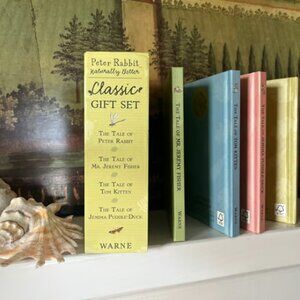 Peter Rabbit
Naturally Better
Classic
GIFT SET
THE TALE OF
PETER RABBIT
THE TALE OF
MR. JEREMY FISHER
THE TALE OF
TOM KITTEN
THE TALE OF
JEMIMA PUDDLE-DUCK
WARNE
THE TALE OF MR. JEREMY FISHER
WARNE
THE TALE OF TOM KITTEN
WARNE